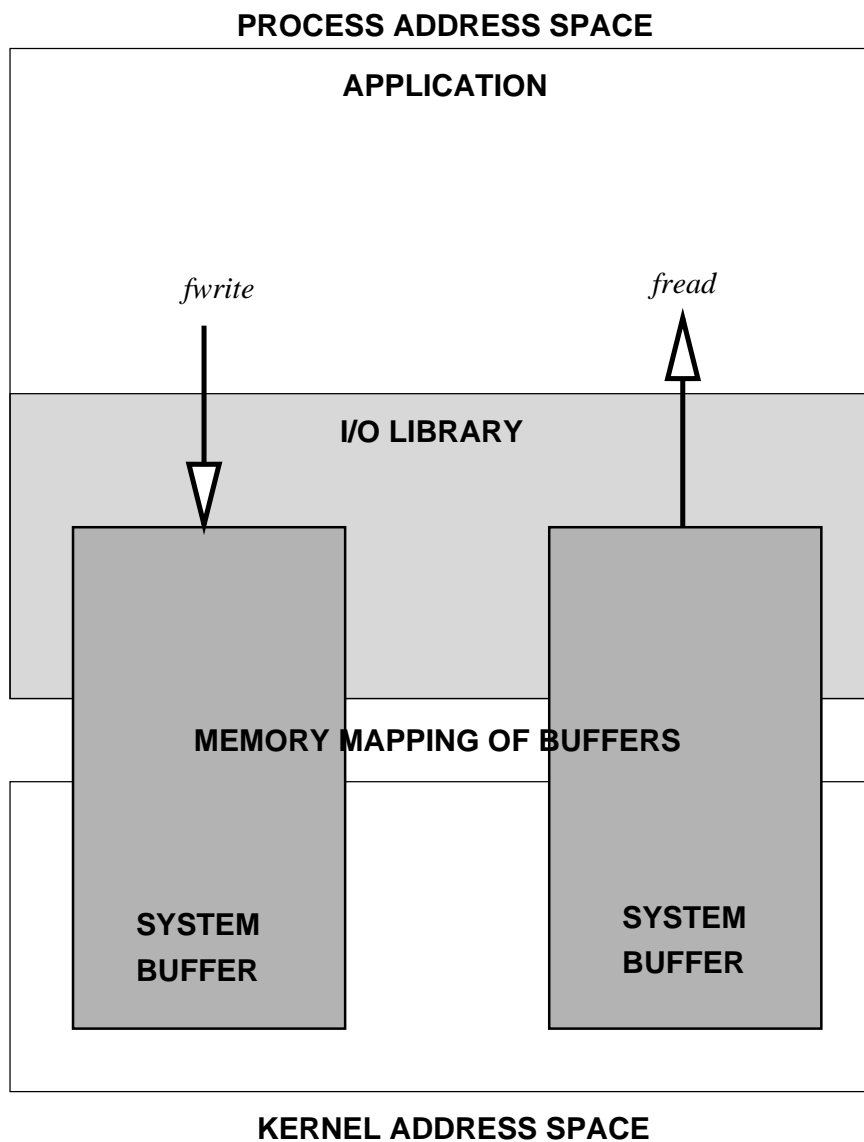 PROCESS ADDRESS SPACE
APPLICATION
fwrite
fread
I/O LIBRARY
MEMORY MAPPING OF BUFFERS
SYSTEM
BUFFER
SYSTEM
BUFFER
KERNEL ADDRESS SPACE